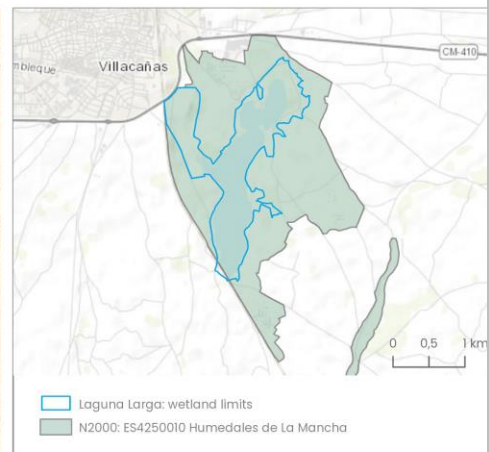 CM-410
Villacañas
mbleque
0 0,5 1 km
Laguna Larga: wetland limits
N2000: ES4250010 Humedales de La Mancha